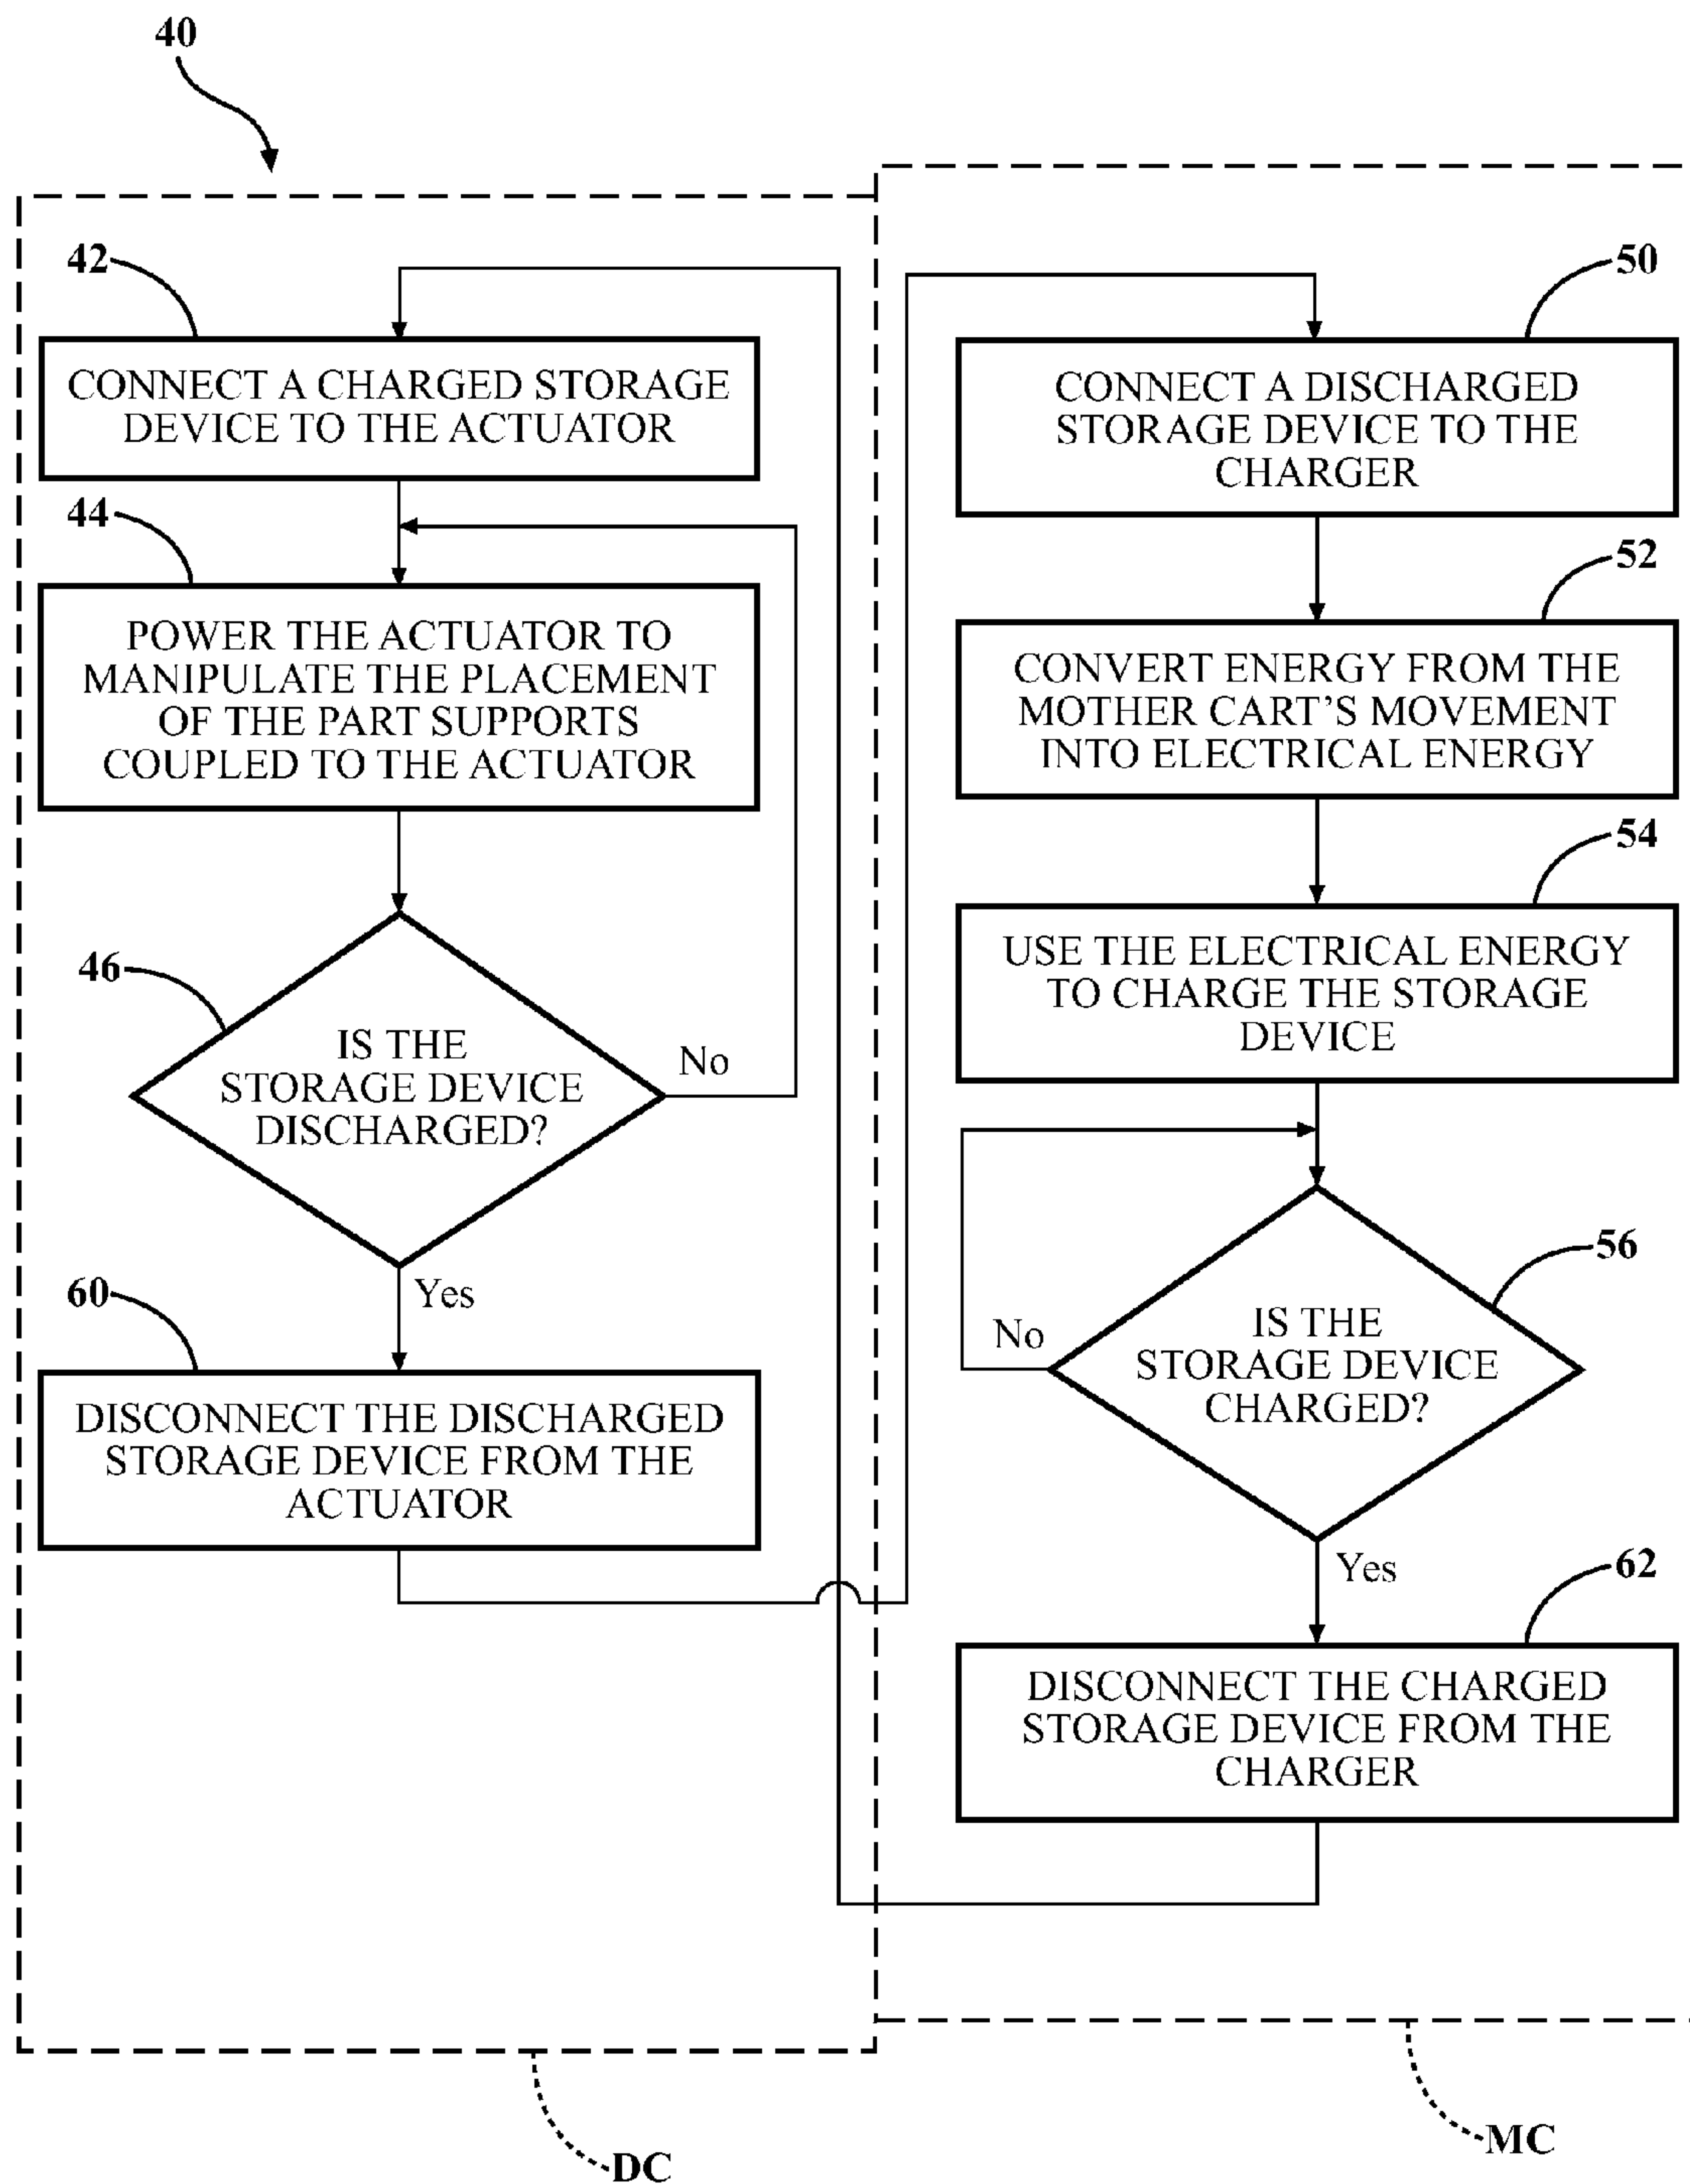 40
42
CONNECT A CHARGED STORAGE
DEVICE TO THE ACTUATOR
44
POWER THE ACTUATOR TO
MANIPULATE THE PLACEMENT
OF THE PART SUPPORTS
COUPLED TO THE ACTUATOR
46
IS THE
STORAGE DEVICE
DISCHARGED?
No
Yes
60
DISCONNECT THE DISCHARGED
STORAGE DEVICE FROM THE
ACTUATOR
DC
50
CONNECT A DISCHARGED
STORAGE DEVICE TO THE
CHARGER
52
CONVERT ENERGY FROM THE
MOTHER CART'S MOVEMENT
INTO ELECTRICAL ENERGY
54
USE THE ELECTRICAL ENERGY
TO CHARGE THE STORAGE
DEVICE
56
IS THE
STORAGE DEVICE
CHARGED?
No
Yes
62
DISCONNECT THE CHARGED
STORAGE DEVICE FROM THE
CHARGER
MC